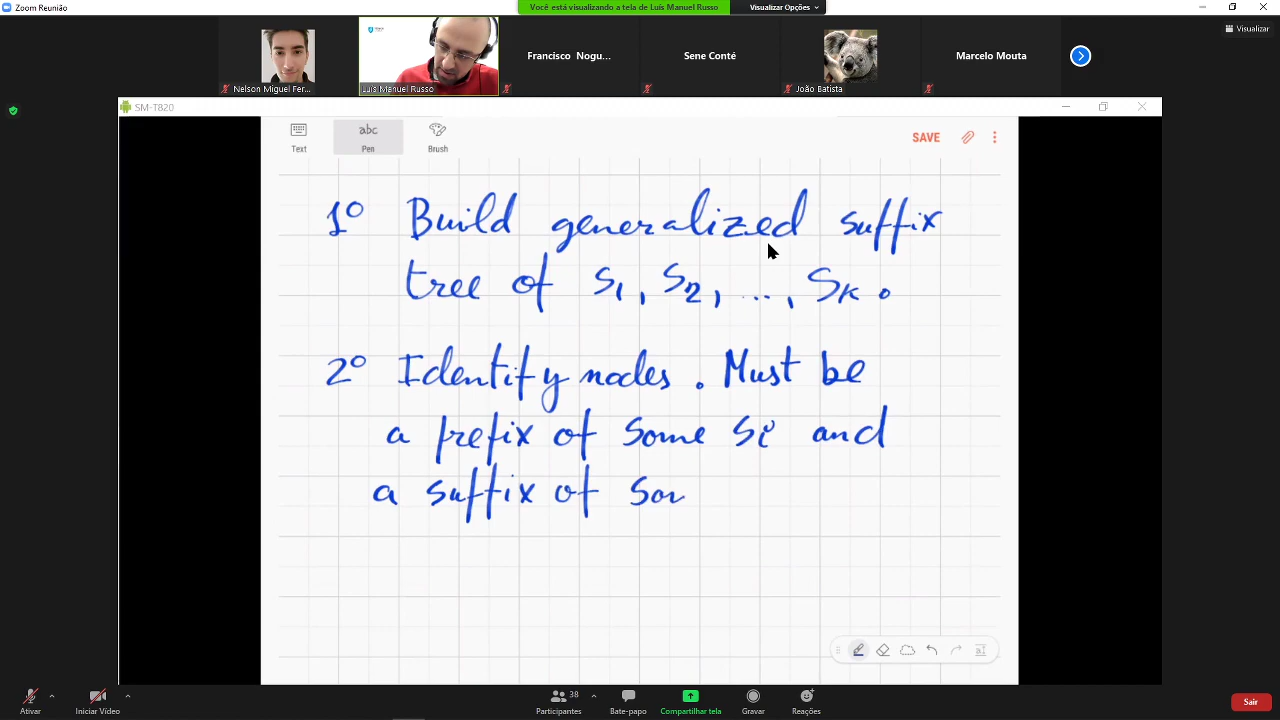 Zoom Reunião
Você está visualizando a tela de Luís Manuel Russo
Visualizar Opções
Visualizar
Nelson Miguel Fer...
Luís Manuel Russo
Francisco Nogu...
Sene Conté
João Batista
Marcelo Mouta
SM-T820
Text
abc
Pen
Brush
SAVE
1º Build generalized suffix
tree of S1, S2, ..., SK.
2º Identify nodes. Must be
a prefix of some Si and
a suffix of som
Ativar
Iniciar Vídeo
38
Participantes
Bate-papo
Compartilhar tela
Gravar
Reações
Sair